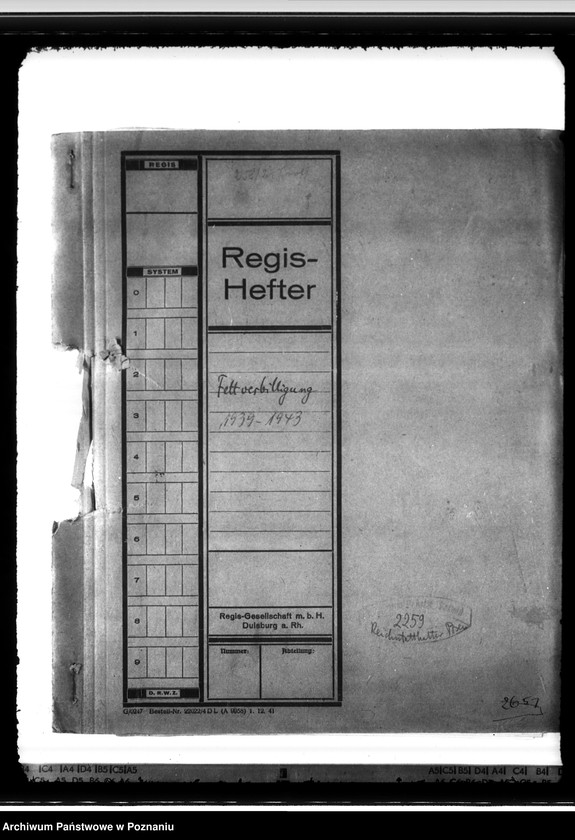 REGIS
Regis-
Hefter
SYSTEM
0
1
2
3
4
5
6
7
8
9
D. R. W. Z.
Fettverbilligung
1939-1943
Regis-Gesellschaft m. b. H.
Duisburg a. Rh.
Nummer:
Abteilung:
2259
Reichsstatthalter
Archiwum Państwowe w Poznaniu